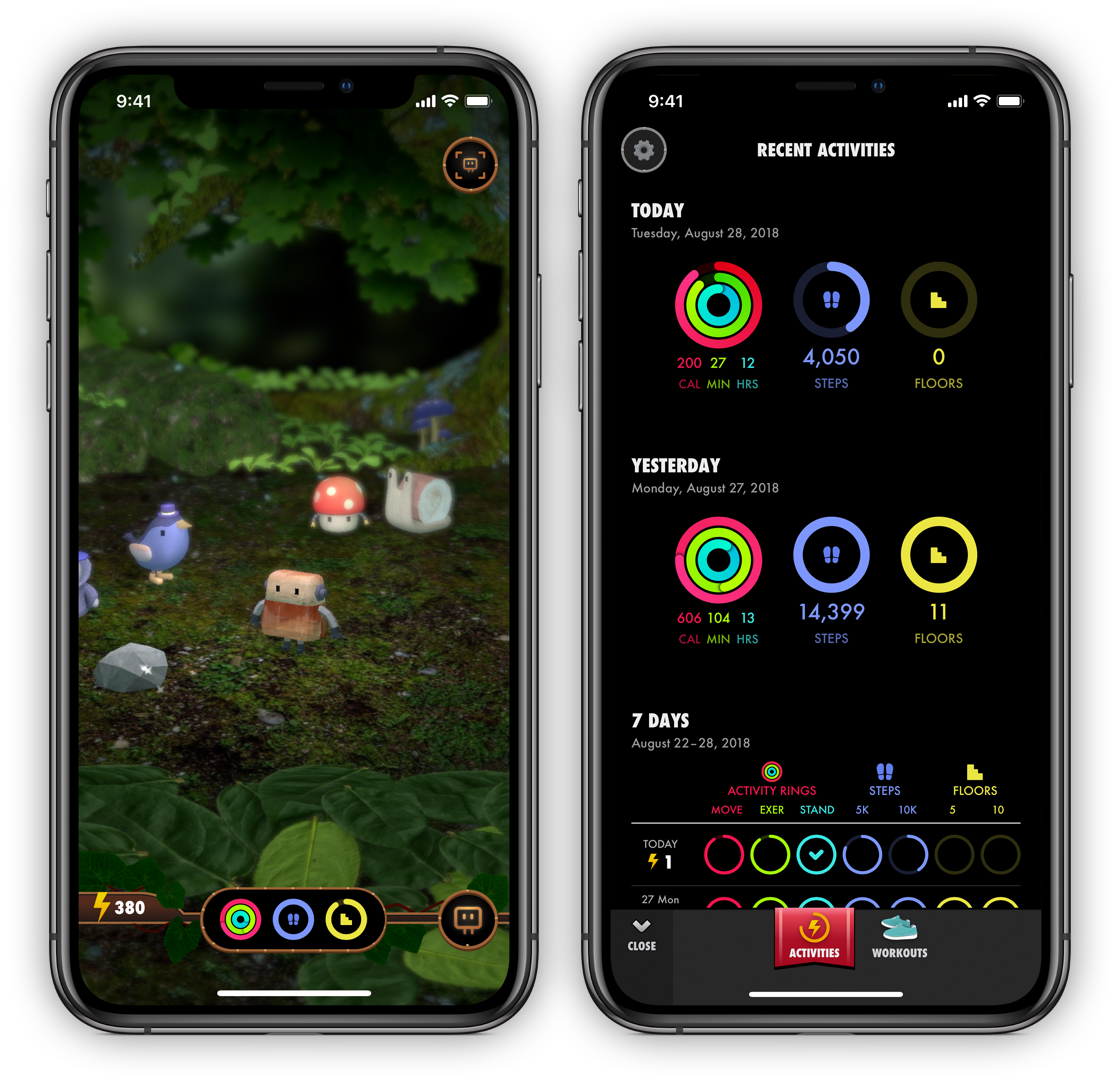 9:41
380
9:41
RECENT ACTIVITIES
TODAY
Tuesday, August 28, 2018
200 27 12
CAL MIN HRS
4,050
STEPS
0
FLOORS
YESTERDAY
Monday, August 27, 2018
606 104 13
CAL MIN HRS
14,399
STEPS
11
FLOORS
7 DAYS
August 22–28, 2018
ACTIVITY RINGS STEPS FLOORS
MOVE EXER STAND 5K 10K 5 10
TODAY
1
27 Mon
CLOSE
ACTIVITIES
WORKOUTS